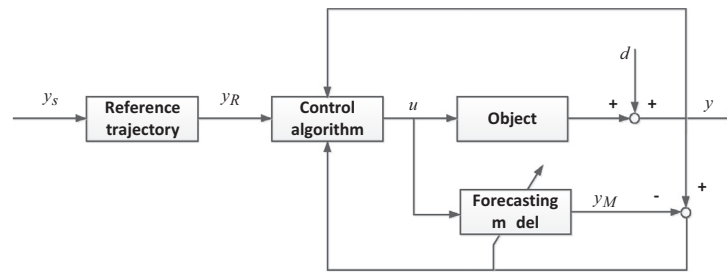 d
y_s
Reference
trajectory
y_R
Control
algorithm
u
Object
+
+
y
Forecasting
m del
y_M
-
+